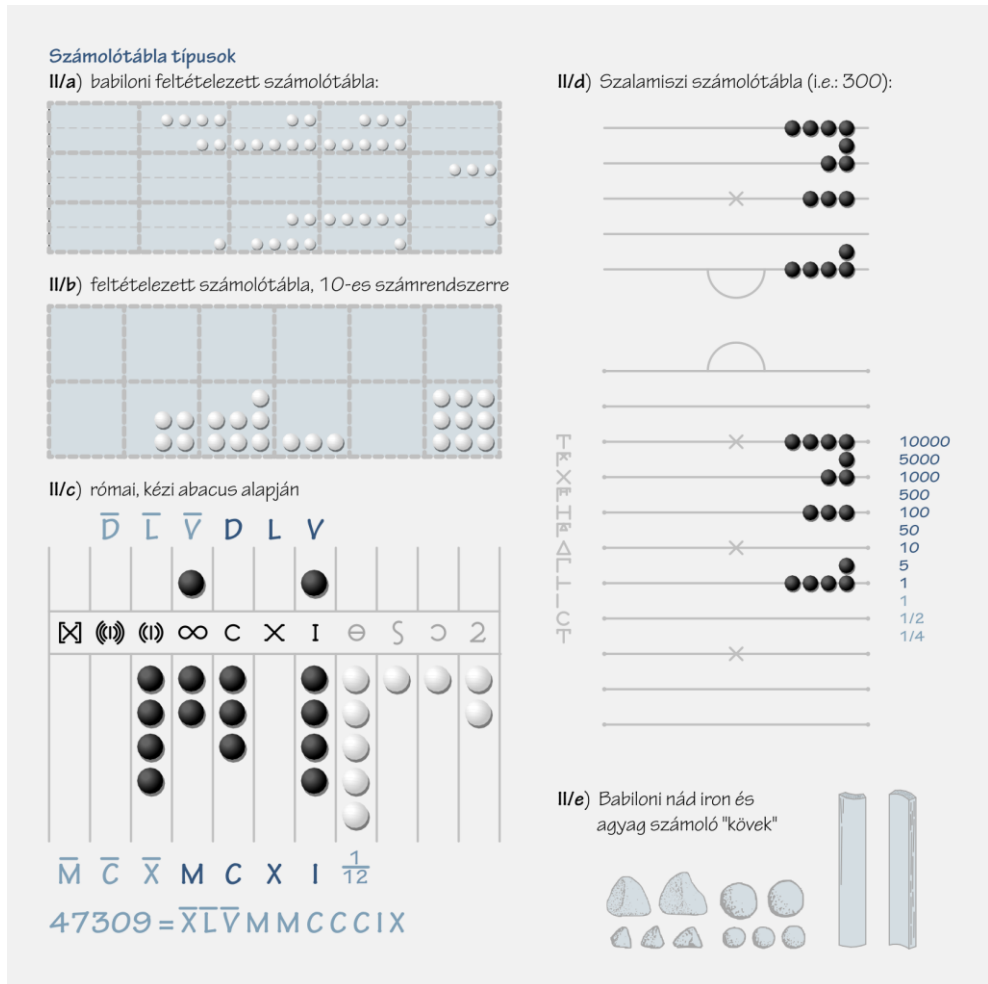 Számolótábla típusok
II/a) babiloni feltételezett számolótábla:
II/b) feltételezett számolótábla, 10-es számrendszerre
II/c) római, kézi abacus alapján
D̅ L̅ V̅ D L V
C X I
M̅ C̅ X̅ M C X I 1/12
47309 = X̅L̅V̅MMCCCIX
II/d) Szalamiszi számolótábla (i.e.: 300):
10000
5000
1000
500
100
50
10
5
1
1
1/2
1/4
II/e) Babiloni nád iron és
agyag számoló "kövek"